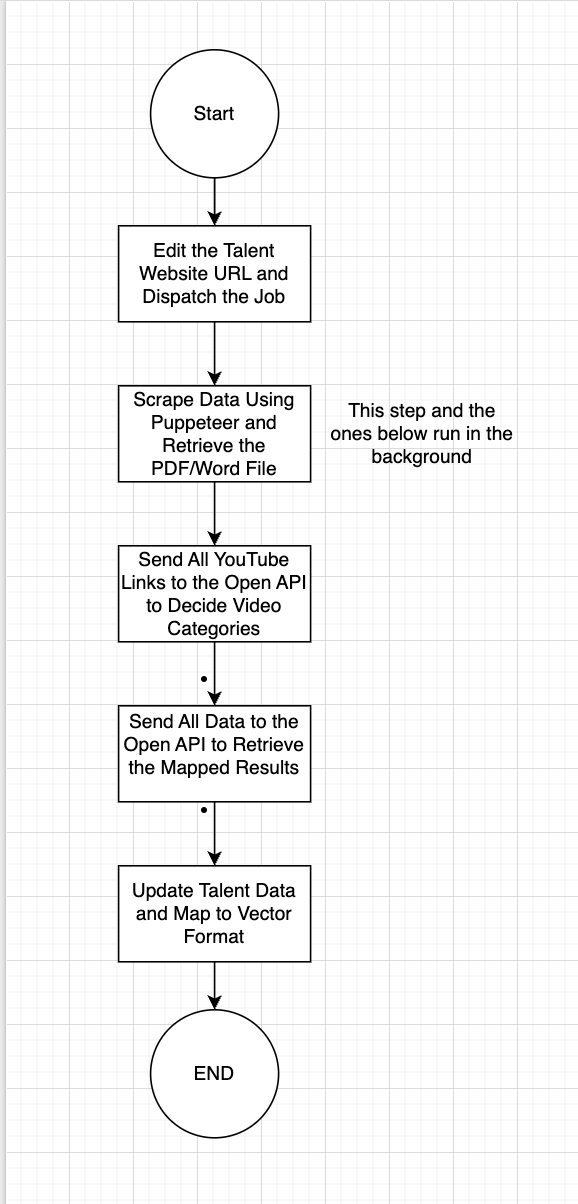 Start
Edit the Talent
Website URL and
Dispatch the Job
Scrape Data Using
Puppeteer and
Retrieve the
PDF/Word File
This step and the
ones below run in the
background
Send All YouTube
Links to the Open API
to Decide Video
Categories
•
Send All Data to the
Open API to Retrieve
the Mapped Results
•
Update Talent Data
and Map to Vector
Format
END